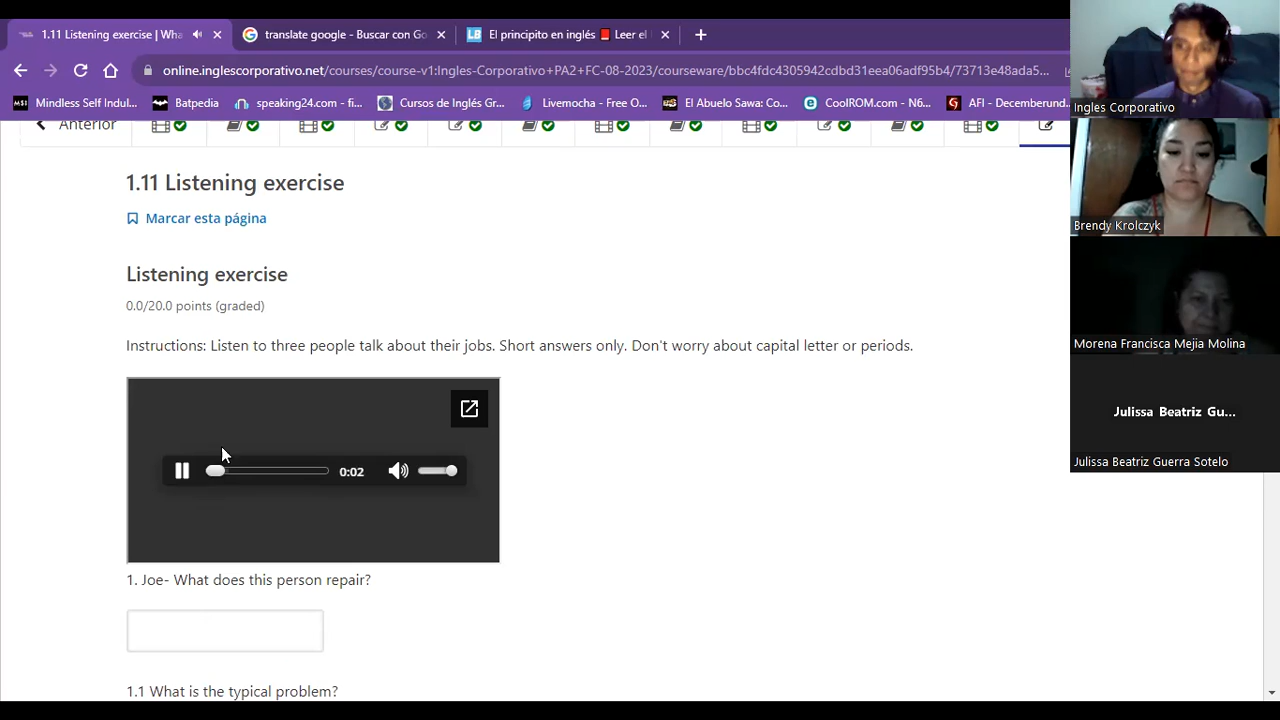 1.11 Listening exercise | Wha
translate google - Buscar con Go
El principito en inglés 📕 Leer el
online.inglescorporativo.net/courses/course-v1:Ingles-Corporativo+PA2+FC-08-2023/courseware/bbc4fdc4305942cdbd31eea06adf95b4/73713e48ada5...
Mindless Self Indul...
Batpedia
speaking24.com - fi...
Cursos de Inglés Gr...
Livemocha - Free O...
El Abuelo Sawa: Co...
CoolROM.com - N6...
AFI - Decemberund...
Anterior
1.11 Listening exercise
Marcar esta página
Listening exercise
0.0/20.0 points (graded)
Instructions: Listen to three people talk about their jobs. Short answers only. Don't worry about capital letter or periods.
0:02
1. Joe- What does this person repair?
1.1 What is the typical problem?
Ingles Corporativo
Brendy Krolczyk
Morena Francisca Mejia Molina
Julissa Beatriz Gu...
Julissa Beatriz Guerra Sotelo